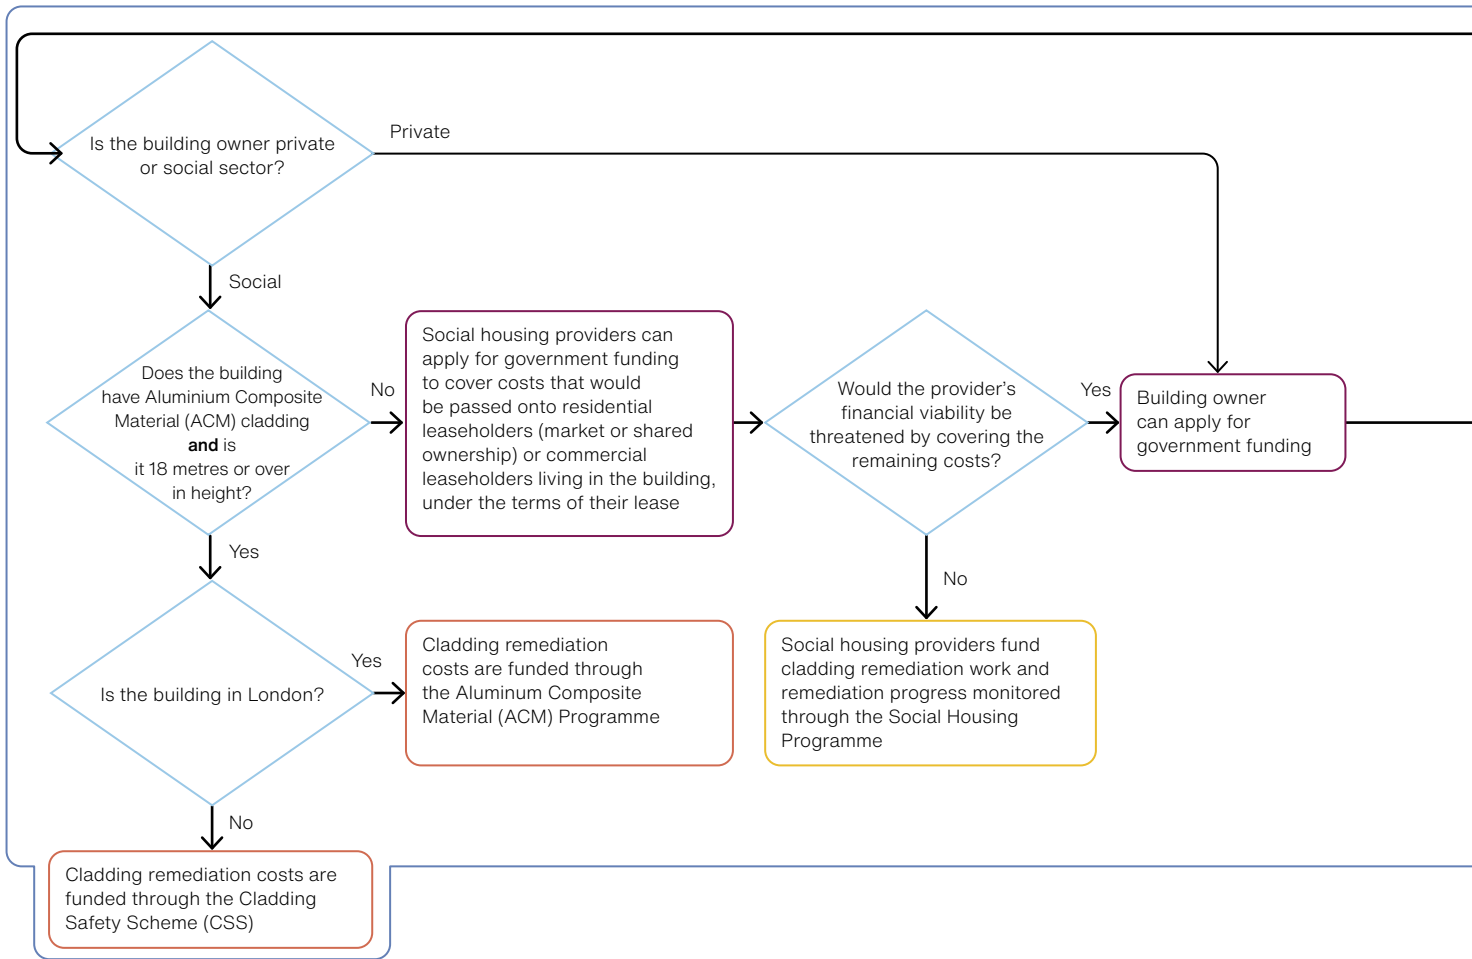 Is the building owner private
or social sector?
Private
Social
Does the building
have Aluminium Composite
Material (ACM) cladding
and is
it 18 metres or over
in height?
No
Social housing providers can
apply for government funding
to cover costs that would
be passed onto residential
leaseholders (market or shared
ownership) or commercial
leaseholders living in the building,
under the terms of their lease
Would the provider’s
financial viability be
threatened by covering the
remaining costs?
Yes
Building owner
can apply for
government funding
Yes
No
Is the building in London?
Yes
Cladding remediation
costs are funded through
the Aluminum Composite
Material (ACM) Programme
Social housing providers fund
cladding remediation work and
remediation progress monitored
through the Social Housing
Programme
No
Cladding remediation costs are
funded through the Cladding
Safety Scheme (CSS)